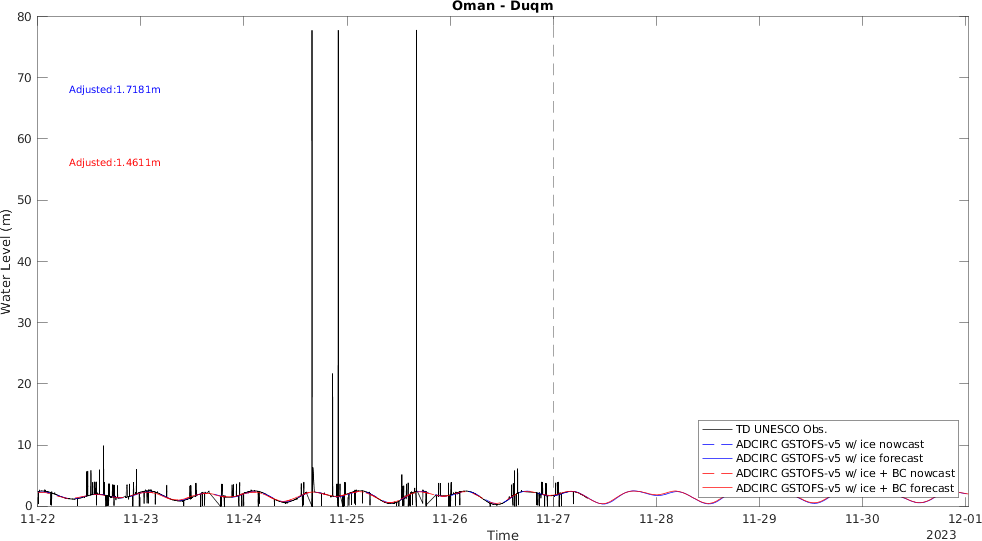 Oman - Duqm
80
70
60
50
40
30
20
10
0
Water Level (m)
Adjusted:1.7181m
Adjusted:1.4611m
TD UNESCO Obs.
ADCIRC GSTOFS-v5 w/ ice nowcast
ADCIRC GSTOFS-v5 w/ ice forecast
ADCIRC GSTOFS-v5 w/ ice + BC nowcast
ADCIRC GSTOFS-v5 w/ ice + BC forecast
11-22 11-23 11-24 11-25 11-26 11-27 11-28 11-29 11-30 12-01
Time
2023